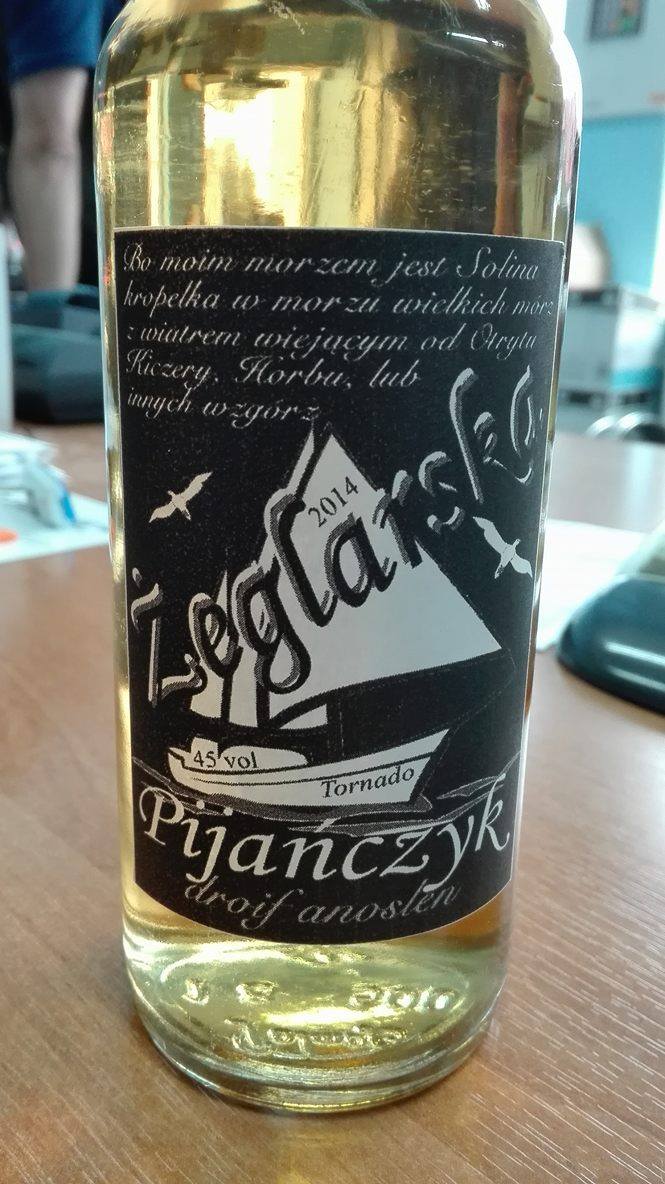 Bo moim morzem jest Solina
kropelka w morzu wielkich mórz
z wiatrem wiejącym od Otrytu
Kiczery, Horbu, lub
innych wzgórz
Żeglarska
2014
45 vol
Tornado
Pijańczyk
droif anoslen